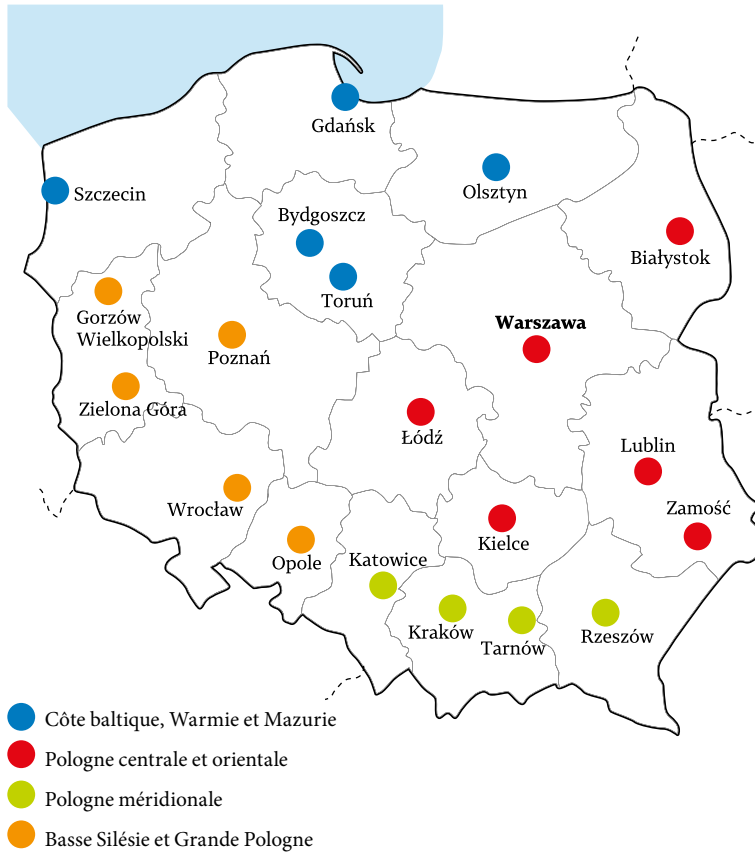 Gdańsk
Szczecin
Olsztyn
Bydgoszcz
Białystok
Toruń
Gorzów
Wielkopolski
Warszawa
Poznań
Zielona Góra
Łódź
Lublin
Wrocław
Zamość
Kielce
Opole
Katowice
Kraków
Tarnów
Rzeszów
Côte baltique, Warmie et Mazurie
Pologne centrale et orientale
Pologne méridionale
Basse Silésie et Grande Pologne